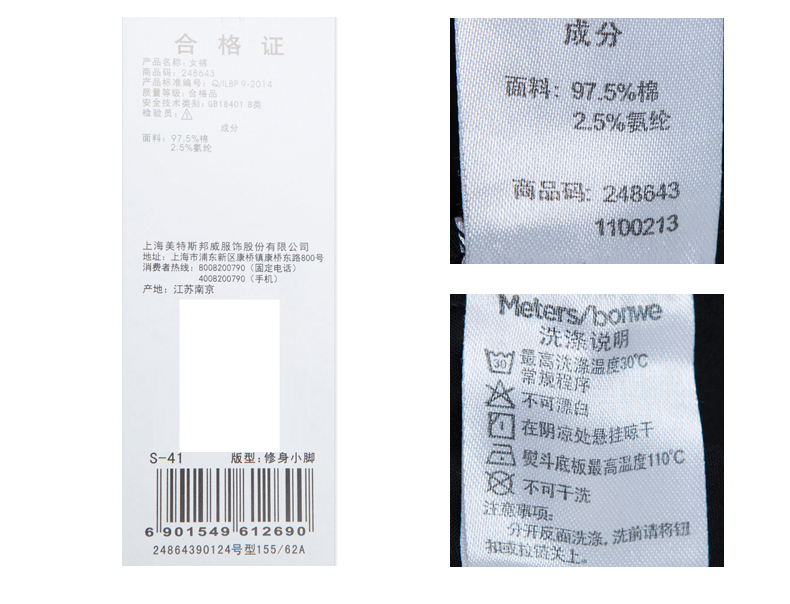 合格证
产品名称：女裤
商品码：248643
产品标准编号：Q/ILBP 9-2014
质量等级：合格品
安全技术类别：GB18401 B类
检验员：
成分
面料：97.5%棉
2.5%氨纶
上海美特斯邦威服饰股份有限公司
地址：上海市浦东新区康桥镇康桥东路800号
消费者热线：8008200790（固定电话）
4008200790（手机）
产地：江苏南京
S-41 版型：修身小脚
6 901549 612690
24864390124号型155/62A
成分
面料：97.5%棉
2.5%氨纶
商品码：248643
1100213
Meters/bonwe
洗涤说明
30 最高洗涤温度30℃
常规程序
不可漂白
在阴凉处悬挂晾干
熨斗底板最高温度110℃
不可干洗
注意事项：
分开反面洗涤，洗前请将钮
扣或拉链关上。